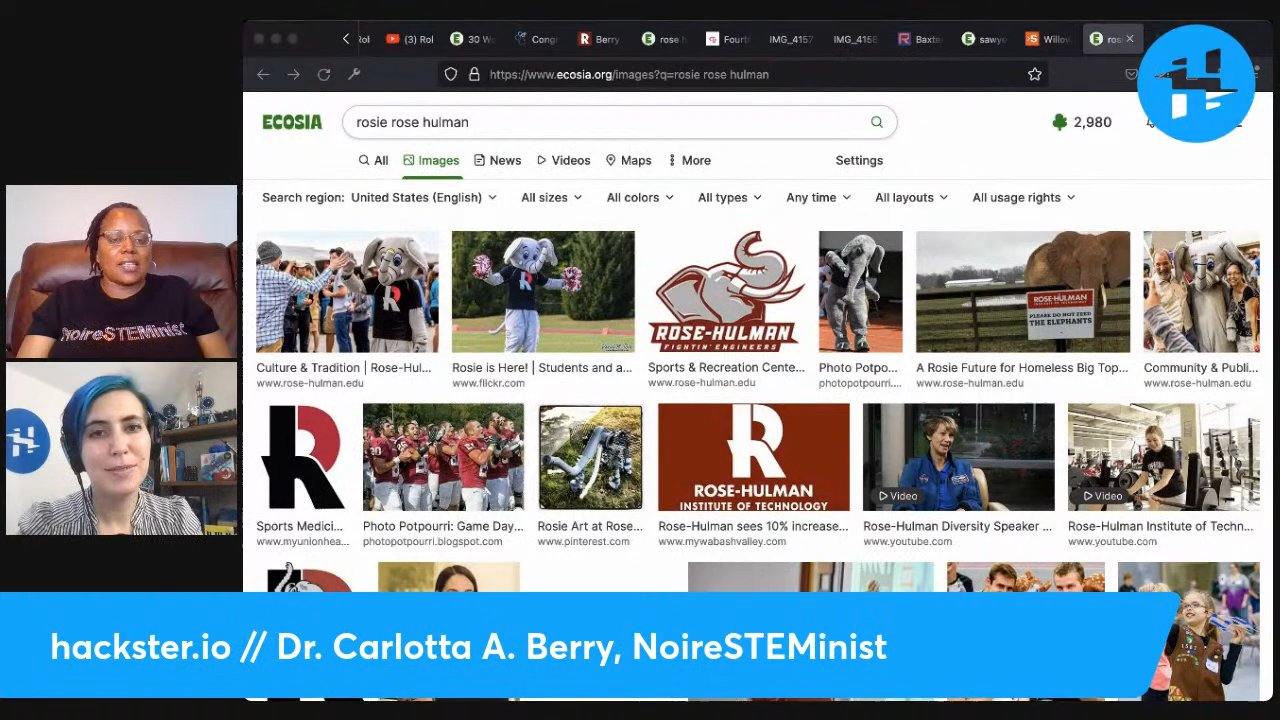 Rol
(3) Rol
30 W
Cong
Berry
rose h
Fourt
IMG_4157
IMG_4158
Baxte
sawye
Willov
ros
https://www.ecosia.org/images?q=rosie rose hulman
ECOSIA
rosie rose hulman
2,980
All Images News Videos Maps More Settings
Search region: United States (English) All sizes All colors All types Any time All layouts All usage rights
R
ROSE-HULMAN
FIGHTIN' ENGINEERS
ROSE-HULMAN
PLEASE DO NOT FEED
THE ELEPHANTS
Culture & Tradition | Rose-Hul...
www.rose-hulman.edu
Rosie is Here! | Students and a...
www.flickr.com
Sports & Recreation Cente...
www.rose-hulman.edu
Photo Potpo...
photopotpourri....
A Rosie Future for Homeless Big Top...
www.rose-hulman.edu
Community & Publi...
www.rose-hulman.edu
R
ROSE-HULMAN
INSTITUTE OF TECHNOLOGY
Video
Video
Sports Medici...
www.myunionhea...
Photo Potpourri: Game Day...
photopotpourri.blogspot.com
Rosie Art at Rose...
www.pinterest.com
Rose-Hulman sees 10% increase...
www.mywabashvalley.com
Rose-Hulman Diversity Speaker ...
www.youtube.com
Rose-Hulman Institute of Techn...
www.youtube.com
NoireSTEMinist
hackster.io // Dr. Carlotta A. Berry, NoireSTEMinist